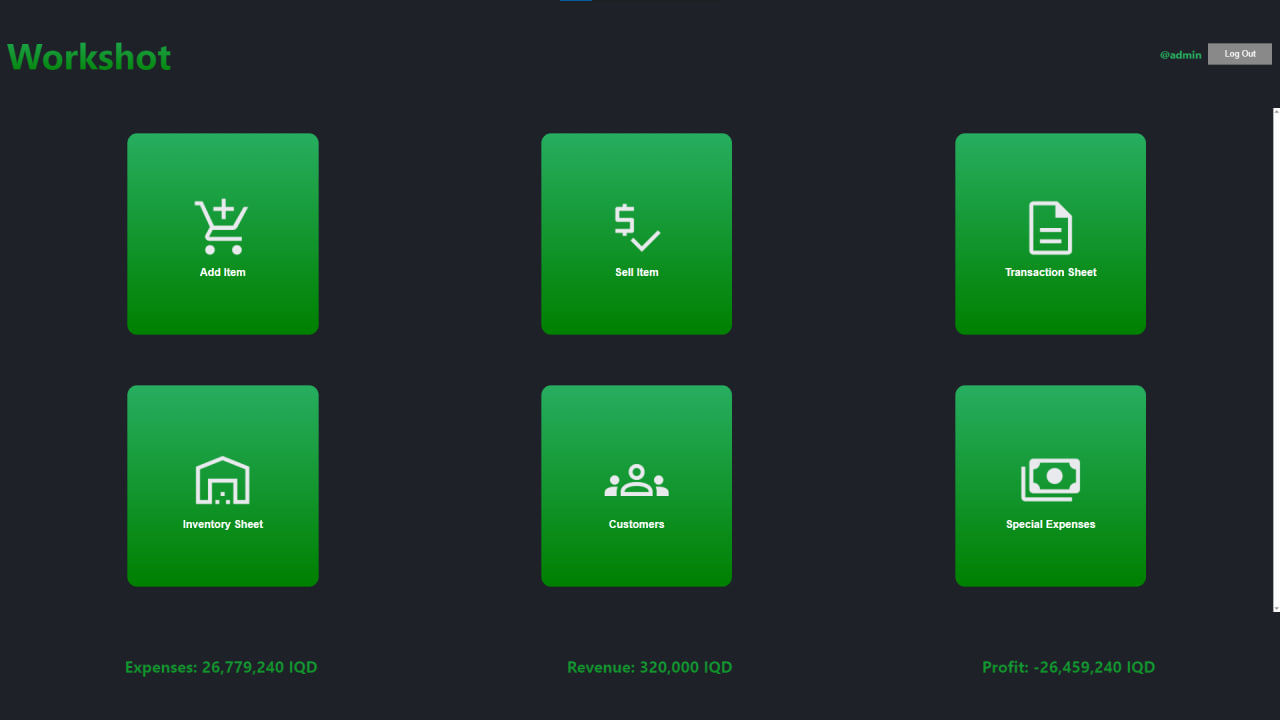 Workshot
@admin
Log Out
Add Item
Sell Item
Transaction Sheet
Inventory Sheet
Customers
Special Expenses
Expenses: 26,779,240 IQD
Revenue: 320,000 IQD
Profit: -26,459,240 IQD